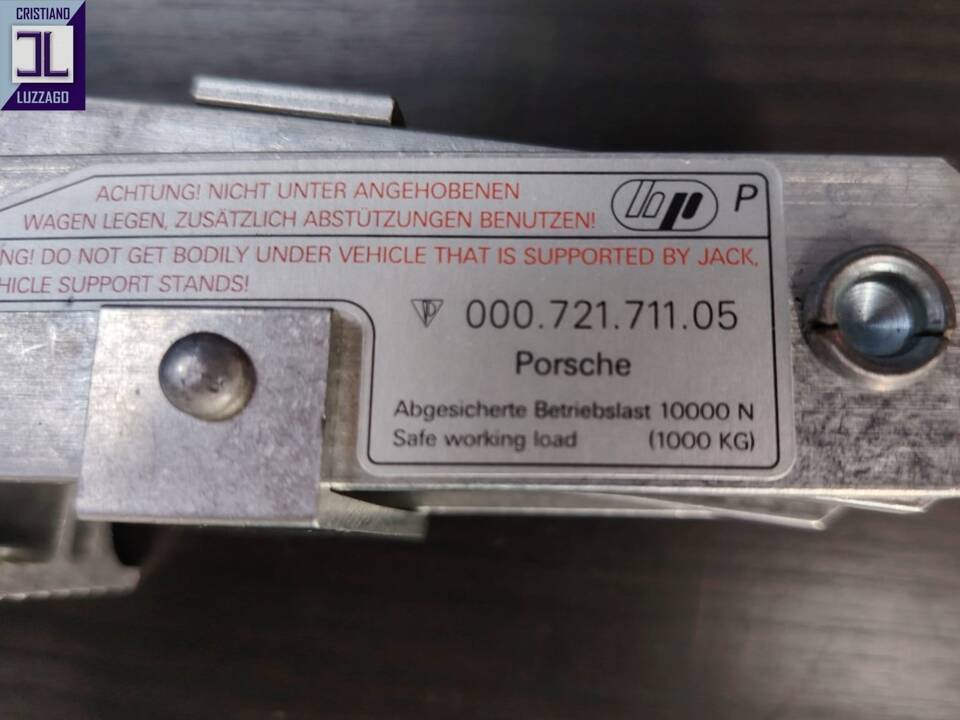 CRISTIANO
LUZZAGO
ACHTUNG! NICHT UNTER ANGEHOBENEN
WAGEN LEGEN, ZUSÄTZLICH ABSTÜTZUNGEN BENUTZEN!
bp P
NG! DO NOT GET BODILY UNDER VEHICLE THAT IS SUPPORTED BY JACK,
HICLE SUPPORT STANDS!
000.721.711.05
Porsche
Abgesicherte Betriebslast 10000 N
Safe working load (1000 KG)